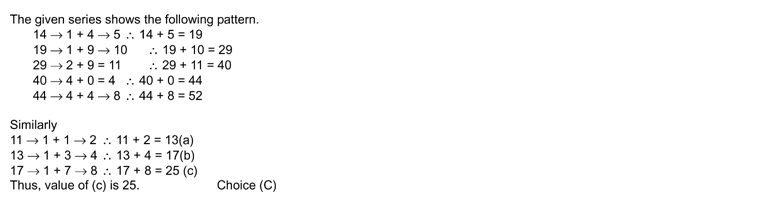 The given series shows the following pattern.
14 → 1 + 4 → 5 ∴ 14 + 5 = 19
19 → 1 + 9 → 10 ∴ 19 + 10 = 29
29 → 2 + 9 = 11 ∴ 29 + 11 = 40
40 → 4 + 0 = 4 ∴ 40 + 0 = 44
44 → 4 + 4 → 8 ∴ 44 + 8 = 52
Similarly
11 → 1 + 1 → 2 ∴ 11 + 2 = 13(a)
13 → 1 + 3 → 4 ∴ 13 + 4 = 17(b)
17 → 1 + 7 → 8 ∴ 17 + 8 = 25 (c)
Thus, value of (c) is 25. Choice (C)